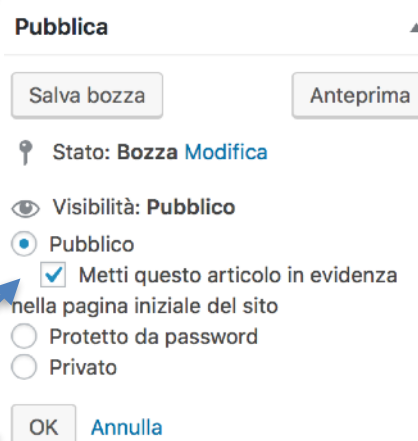 Pubblica
Salva bozza Anteprima
Stato: Bozza Modifica
Visibilità: Pubblico
Pubblico
Metti questo articolo in evidenza
nella pagina iniziale del sito
Protetto da password
Privato
OK Annulla